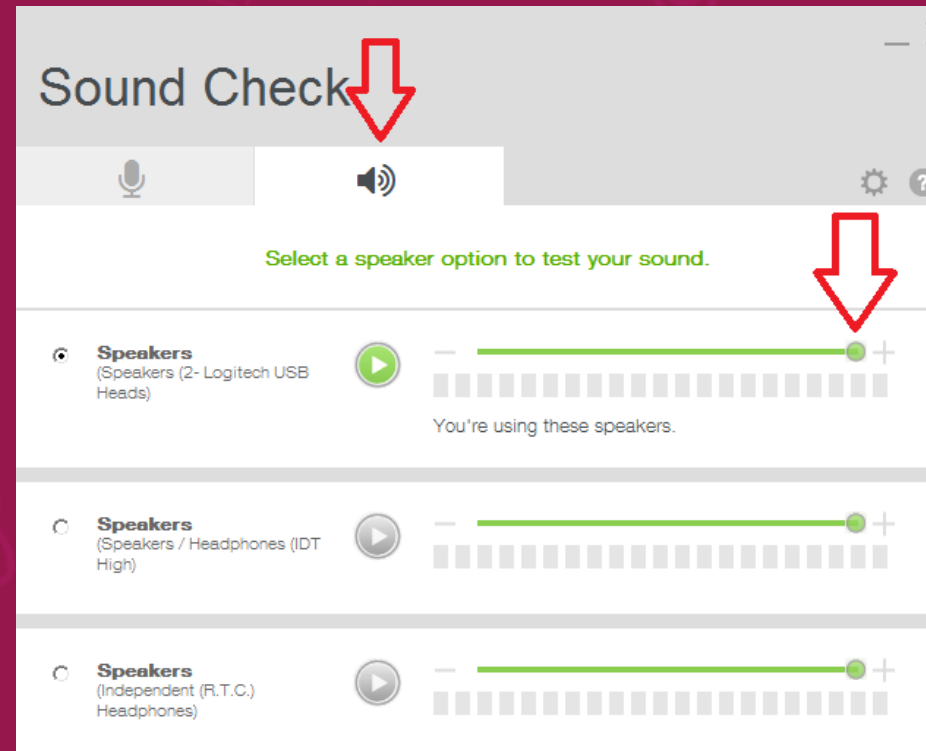 Sound Check
Select a speaker option to test your sound.
Speakers
(Speakers (2- Logitech USB
Heads)
You're using these speakers.
Speakers
(Speakers / Headphones (IDT
High)
Speakers
(Independent (R.T.C.)
Headphones)